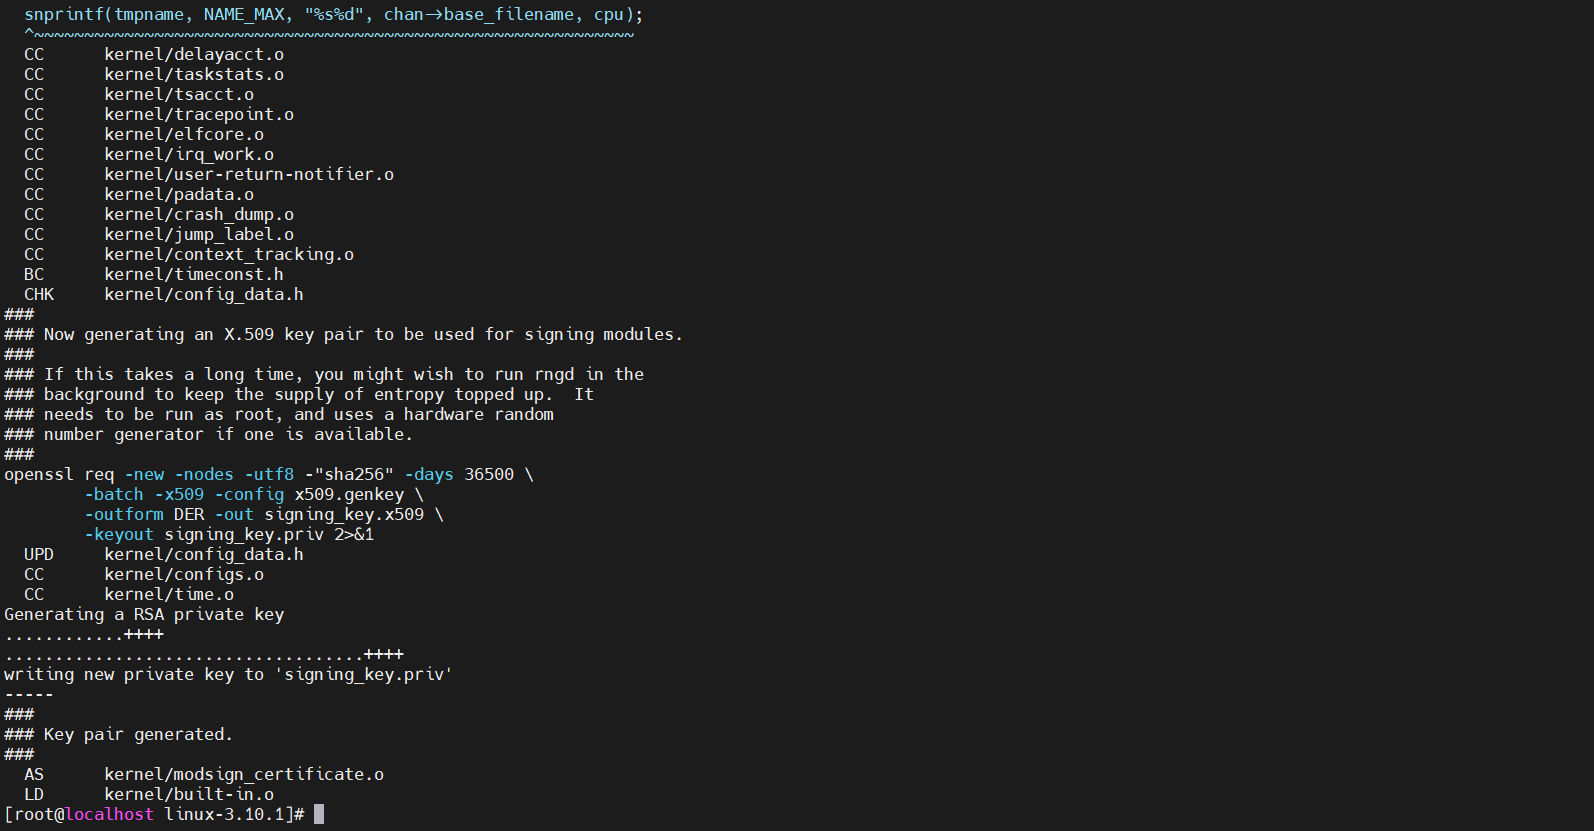 snprintf(tmpname, NAME_MAX, "%s%d", chan→base_filename, cpu);
^~~~~~~~~~~~~~~~~~~~~~~~~~~~~~~~~~~~~~~~~~~~~~~~~~~~~~~~~~~~~
CC      kernel/delayacct.o
CC      kernel/taskstats.o
CC      kernel/tsacct.o
CC      kernel/tracepoint.o
CC      kernel/elfcore.o
CC      kernel/irq_work.o
CC      kernel/user-return-notifier.o
CC      kernel/padata.o
CC      kernel/crash_dump.o
CC      kernel/jump_label.o
CC      kernel/context_tracking.o
BC      kernel/timeconst.h
CHK     kernel/config_data.h
###
### Now generating an X.509 key pair to be used for signing modules.
###
### If this takes a long time, you might wish to run rngd in the
### background to keep the supply of entropy topped up.  It
### needs to be run as root, and uses a hardware random
### number generator if one is available.
###
openssl req -new -nodes -utf8 -"sha256" -days 36500 \
        -batch -x509 -config x509.genkey \
        -outform DER -out signing_key.x509 \
        -keyout signing_key.priv 2>&1
UPD     kernel/config_data.h
CC      kernel/configs.o
CC      kernel/time.o
Generating a RSA private key
............++++
....................................++++
writing new private key to 'signing_key.priv'
-----
###
### Key pair generated.
###
AS      kernel/modsign_certificate.o
LD      kernel/built-in.o
[root@localhost linux-3.10.1]#